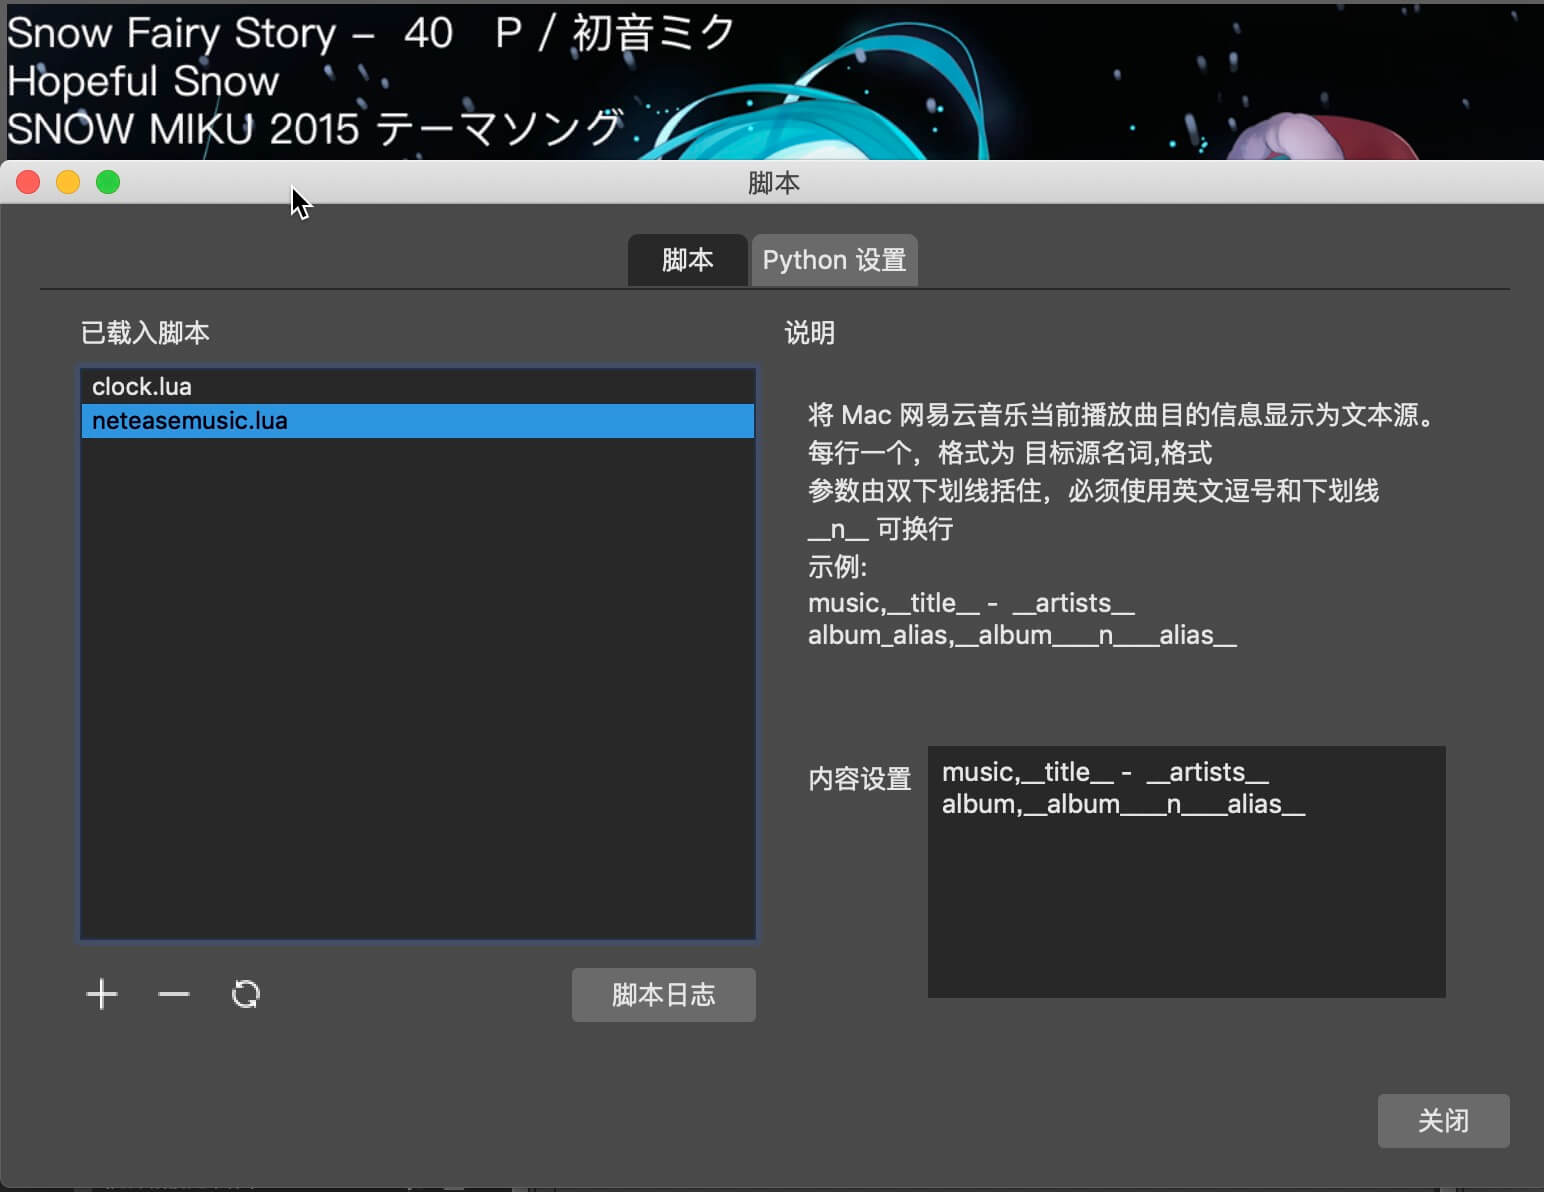 Snow Fairy Story – 40 P / 初音ミク
Hopeful Snow
SNOW MIKU 2015 テーマソング
脚本
脚本
Python 设置
已载入脚本
clock.lua
neteasemusic.lua
脚本日志
说明
将 Mac 网易云音乐当前播放曲目的信息显示为文本源。
每行一个，格式为 目标源名词,格式
参数由双下划线括住，必须使用英文逗号和下划线
__n__ 可换行
示例:
music,__title__ - __artists__
album_alias,__album____n____alias__
内容设置
music,__title__ - __artists__
album,__album____n____alias__
关闭